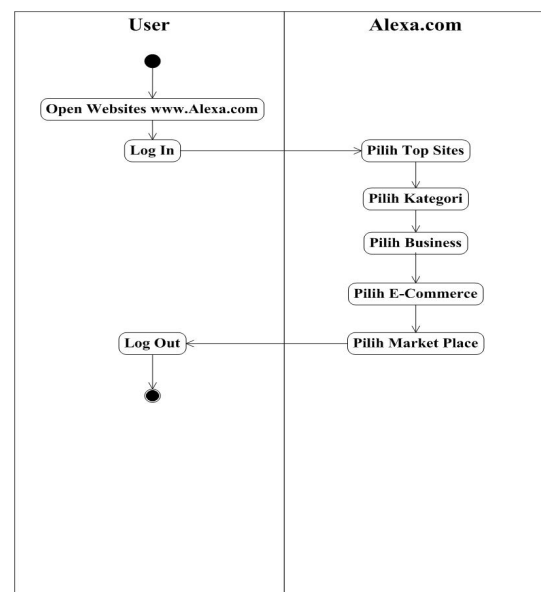 User
Alexa.com
Open Websites www.Alexa.com
Log In
Pilih Top Sites
Pilih Kategori
Pilih Business
Pilih E-Commerce
Pilih Market Place
Log Out